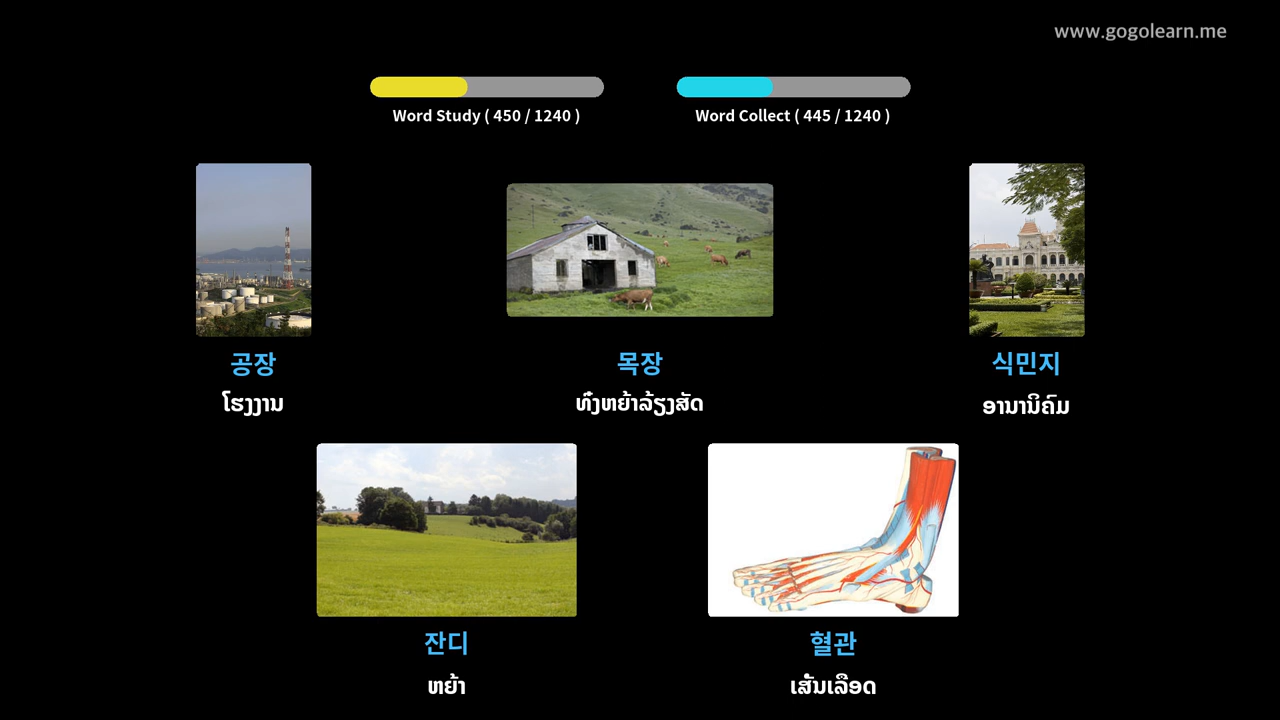 www.gogolearn.me
Word Study ( 450 / 1240 )
Word Collect ( 445 / 1240 )
공장
ໂຮງງານ
목장
ທົ່ງຫຍ້າລ້ຽງສັດ
식민지
ອານານິຄົມ
잔디
ຫຍ້າ
혈관
ເສັ້ນເລືອດ